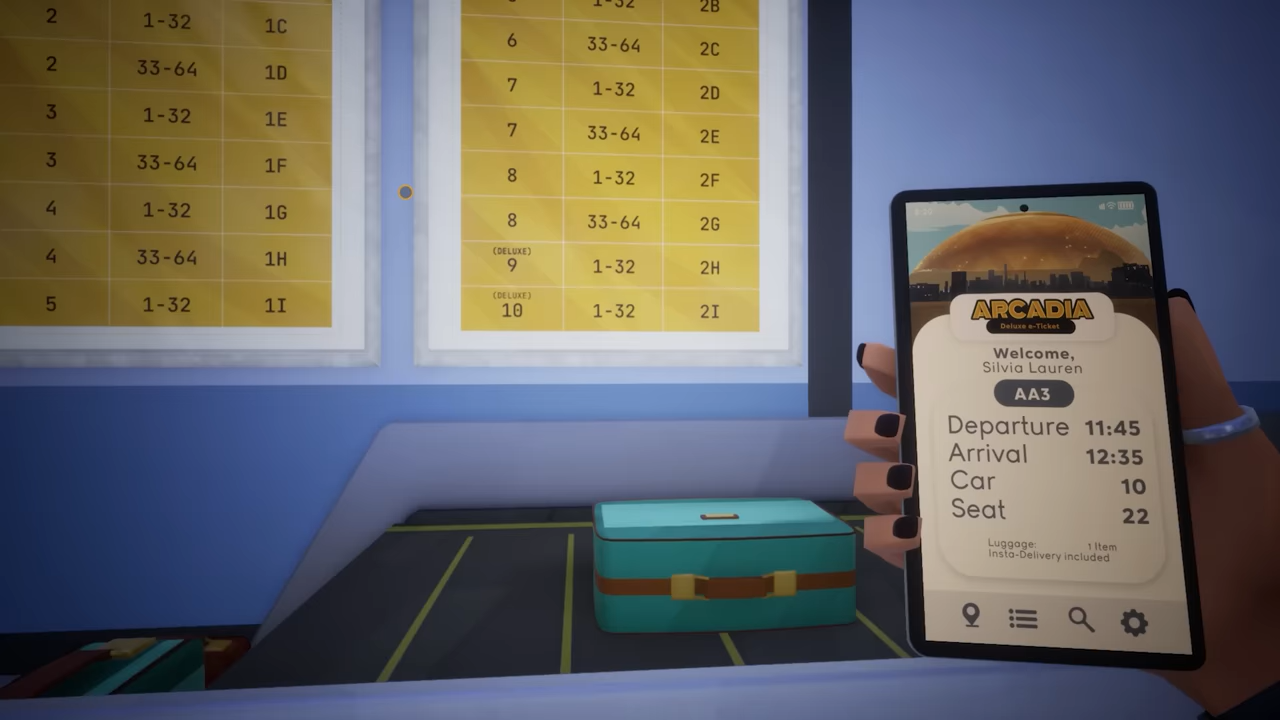 2 1-32 1C
2 33-64 1D
3 1-32 1E
3 33-64 1F
4 1-32 1G
4 33-64 1H
5 1-32 1I
1-32 2B
6 33-64 2C
7 1-32 2D
7 33-64 2E
8 1-32 2F
8 33-64 2G
(DELUXE)
9 1-32 2H
(DELUXE)
10 1-32 2I
ARCADIA
Deluxe e-Ticket
Welcome,
Silvia Lauren
AA3
Departure 11:45
Arrival 12:35
Car 10
Seat 22
Luggage: 1 Item
Insta-Delivery included